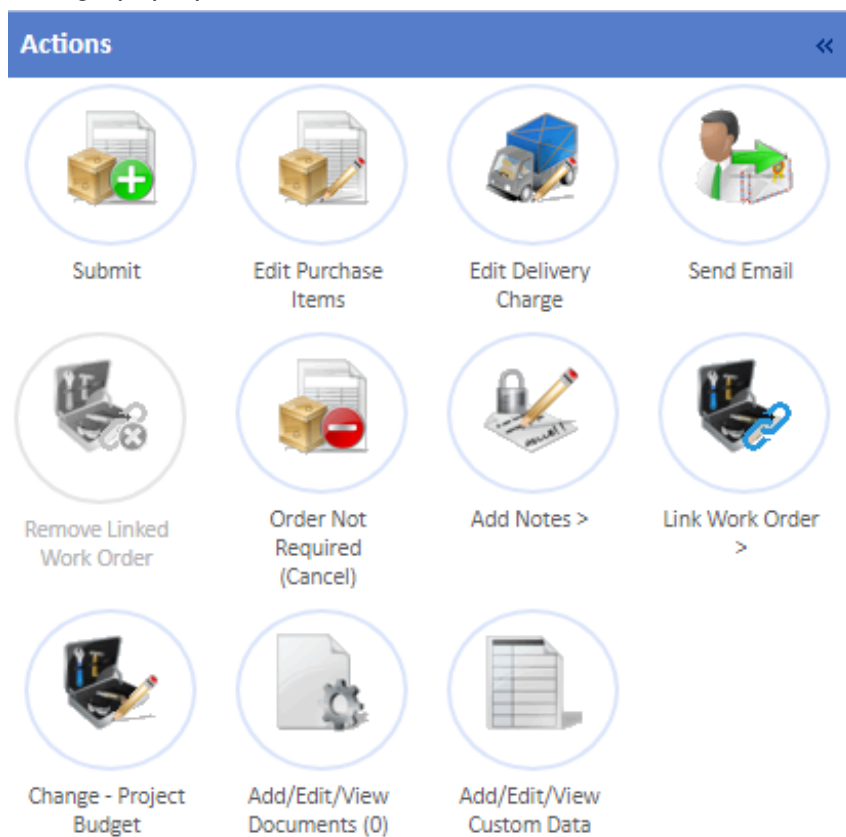 Actions «
Submit
Edit Purchase
Items
Edit Delivery
Charge
Send Email
Remove Linked
Work Order
Order Not
Required
(Cancel)
Add Notes >
Link Work Order
>
Change - Project
Budget
Add/Edit/View
Documents (0)
Add/Edit/View
Custom Data